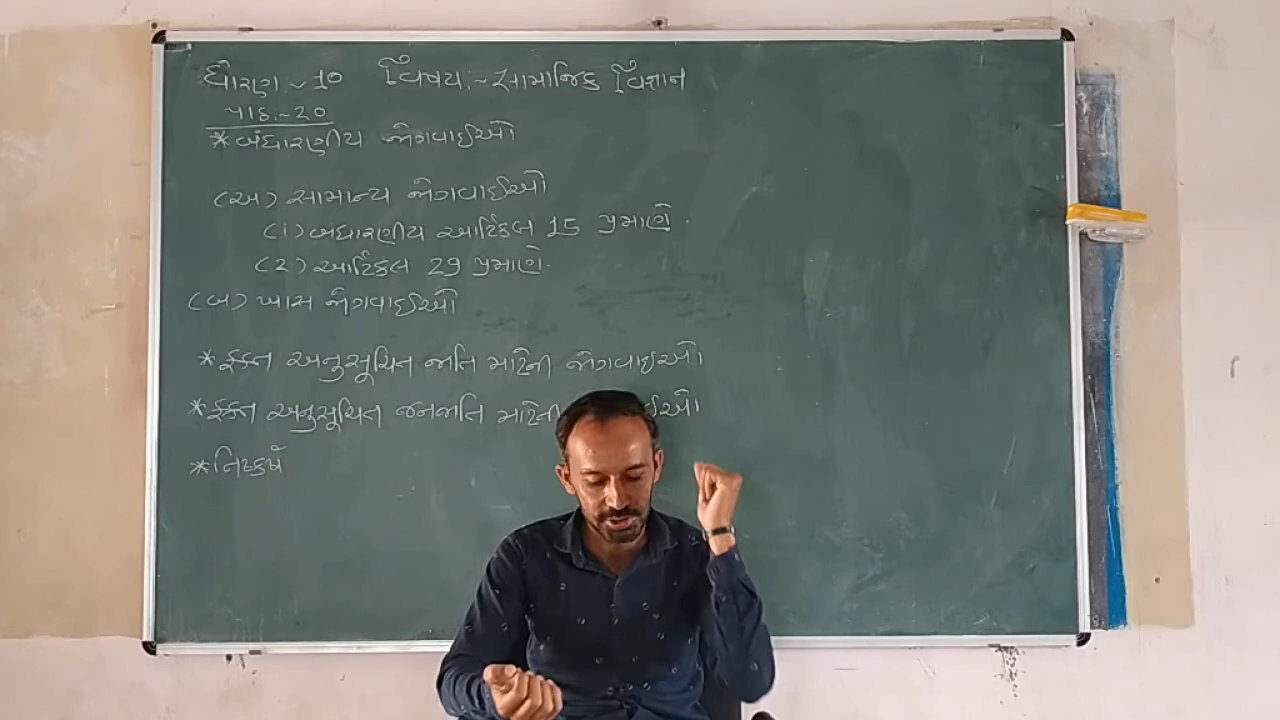 ધોરણ ~ 10 વિષય :~ સામાજિક વિજ્ઞાન
પાઠ.~ 20
* બંધારણીય જોગવાઈઓ
(અ) સામાન્ય જોગવાઈઓ
(1) બંધારણીય આર્ટિકલ 15 પ્રમાણે.
(2) આર્ટિકલ 29 પ્રમાણે.
(બ) ખાસ જોગવાઈઓ
* ફક્ત અનુસૂચિત જાતિ માટેની જોગવાઈઓ
* ફક્ત અનુસૂચિત જનજાતિ માટેની ઈઓ
* નિષ્કર્ષ